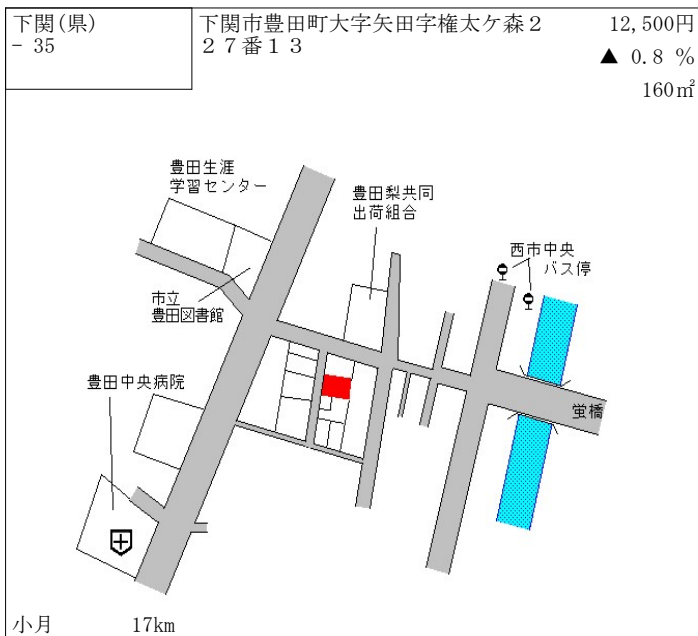 下関(県)
- 35
下関市豊田町大字矢田字権太ケ森2
27番13
12,500円
▲ 0.8 %
160㎡
豊田生涯
学習センター
豊田梨共同
出荷組合
西市中央
バス停
市立
豊田図書館
豊田中央病院
蛍橋
小月 17km